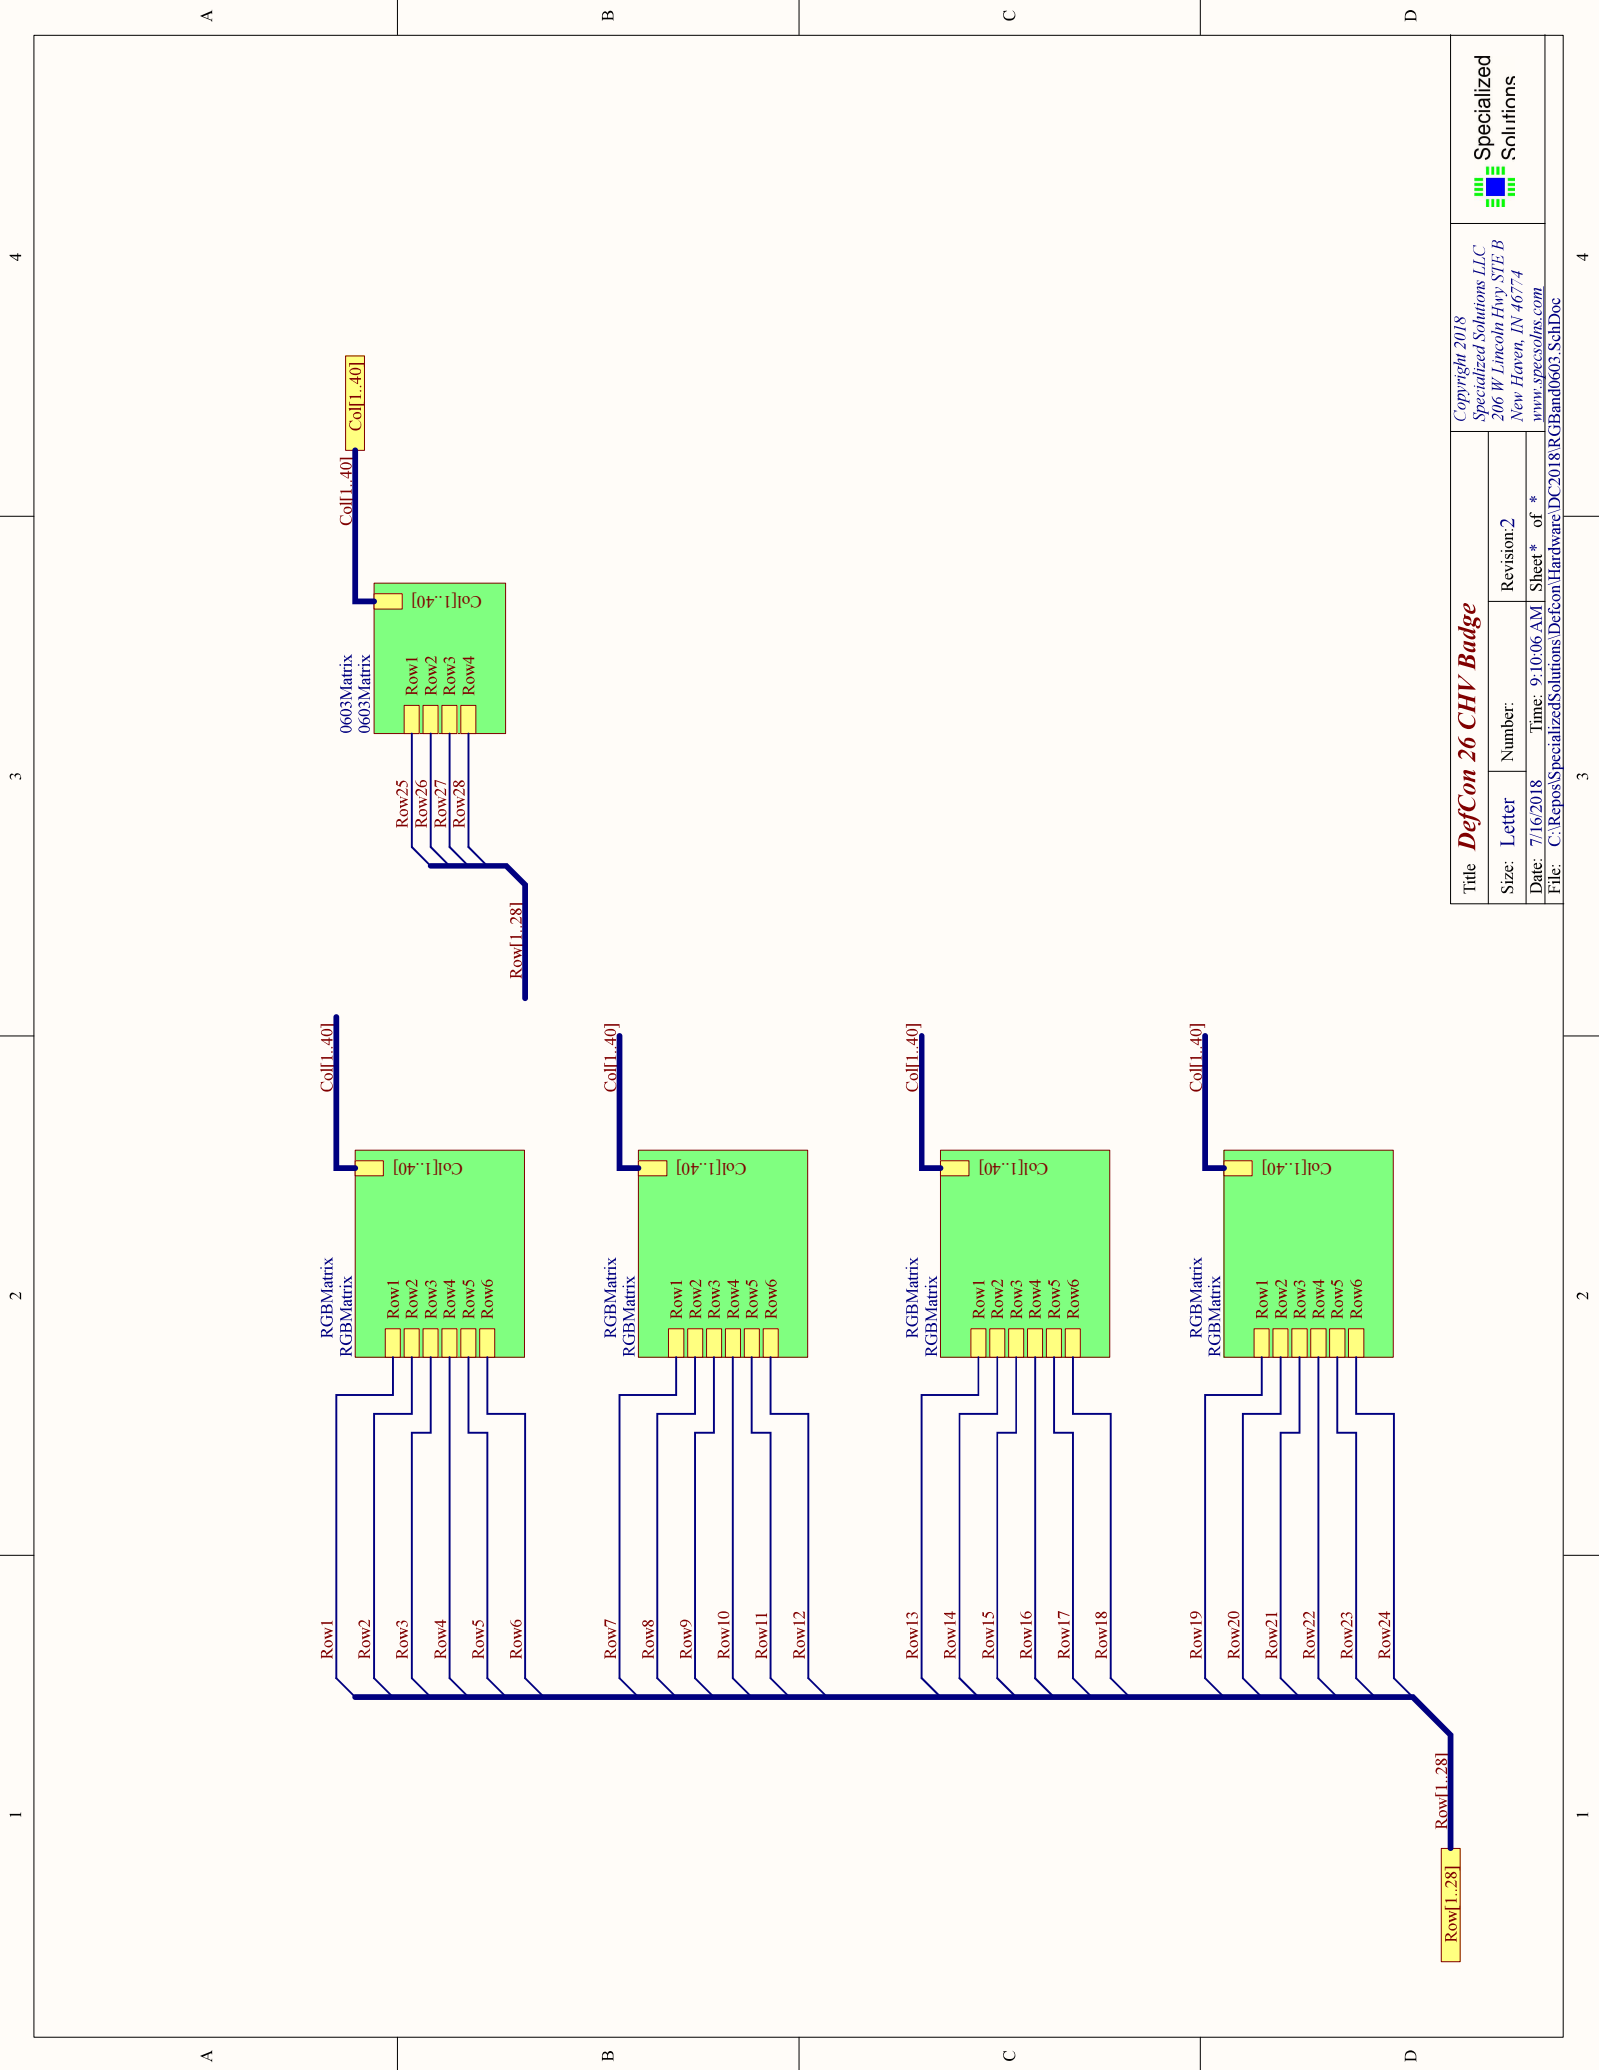 1
2
3
4
A
B
C
D
Row1
Row2
Row3
Row4
Row5
Row6
RGBMatrix
RGBMatrix
Row1
Row2
Row3
Row4
Row5
Row6
Col[1..40]
Col[1..40]
Row7
Row8
Row9
Row10
Row11
Row12
RGBMatrix
RGBMatrix
Row1
Row2
Row3
Row4
Row5
Row6
Col[1..40]
Col[1..40]
Row13
Row14
Row15
Row16
Row17
Row18
RGBMatrix
RGBMatrix
Row1
Row2
Row3
Row4
Row5
Row6
Col[1..40]
Col[1..40]
Row19
Row20
Row21
Row22
Row23
Row24
RGBMatrix
RGBMatrix
Row1
Row2
Row3
Row4
Row5
Row6
Col[1..40]
Col[1..40]
Row[1..28]
Row[1..28]
Row[1..28]
Row25
Row26
Row27
Row28
0603Matrix
0603Matrix
Row1
Row2
Row3
Row4
Col[1..40]
Col[1..40]
Col[1..40]
Title DefCon 26 CHV Badge
Size: Letter Number: Revision:2
Date: 7/16/2018 Time: 9:10:06 AM Sheet * of *
File: C:\Repos\SpecializedSolutions\Defcon\Hardware\DC2018\RGBand0603.SchDoc
Copyright 2018
Specialized Solutions LLC
206 W Lincoln Hwy STE B
New Haven, IN 46774
www.specsolns.com
Specialized
Solutions
1
2
3
4
A
B
C
D